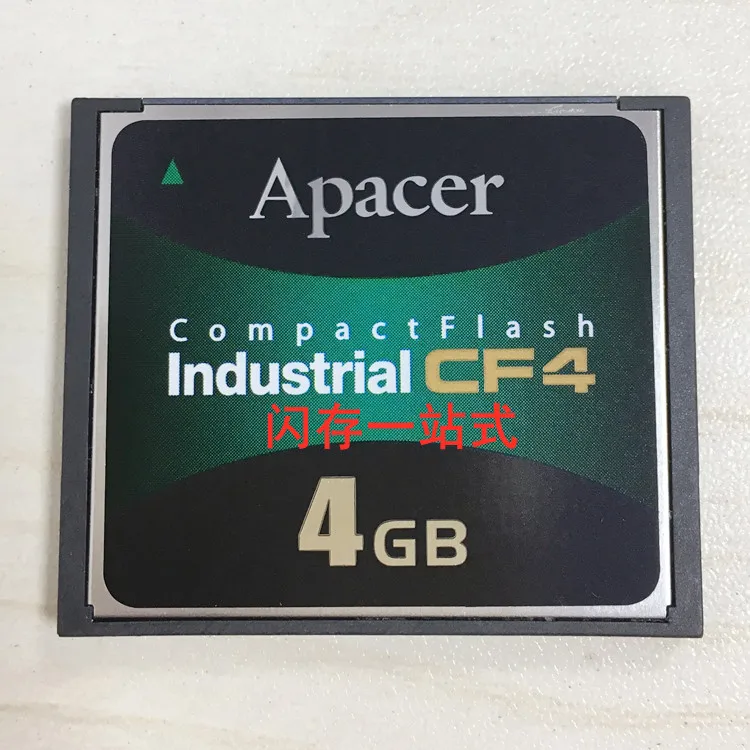 Apacer
CompactFlash
Industrial CF4
闪存一站式
4GB